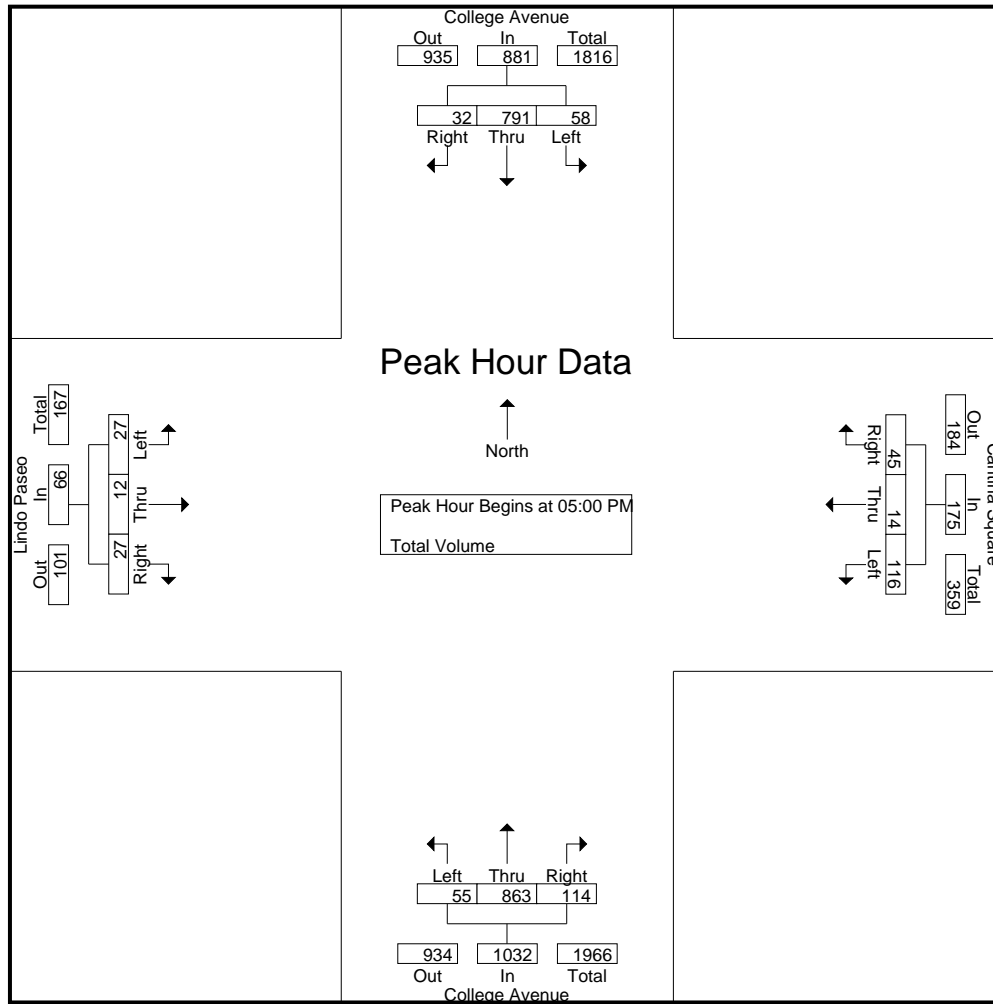 College Avenue
Out In Total
935 881 1816
32 791 58
Right Thru Left
Peak Hour Data
North
Peak Hour Begins at 05:00 PM
Total Volume
Lindo Paseo
Out In Total
101 66 167
27 12 27
Right Thru Left
Cantina Square
Out In Total
184 175 359
45 14 116
Right Thru Left
Left Thru Right
55 863 114
934 1032 1966
Out In Total
College Avenue